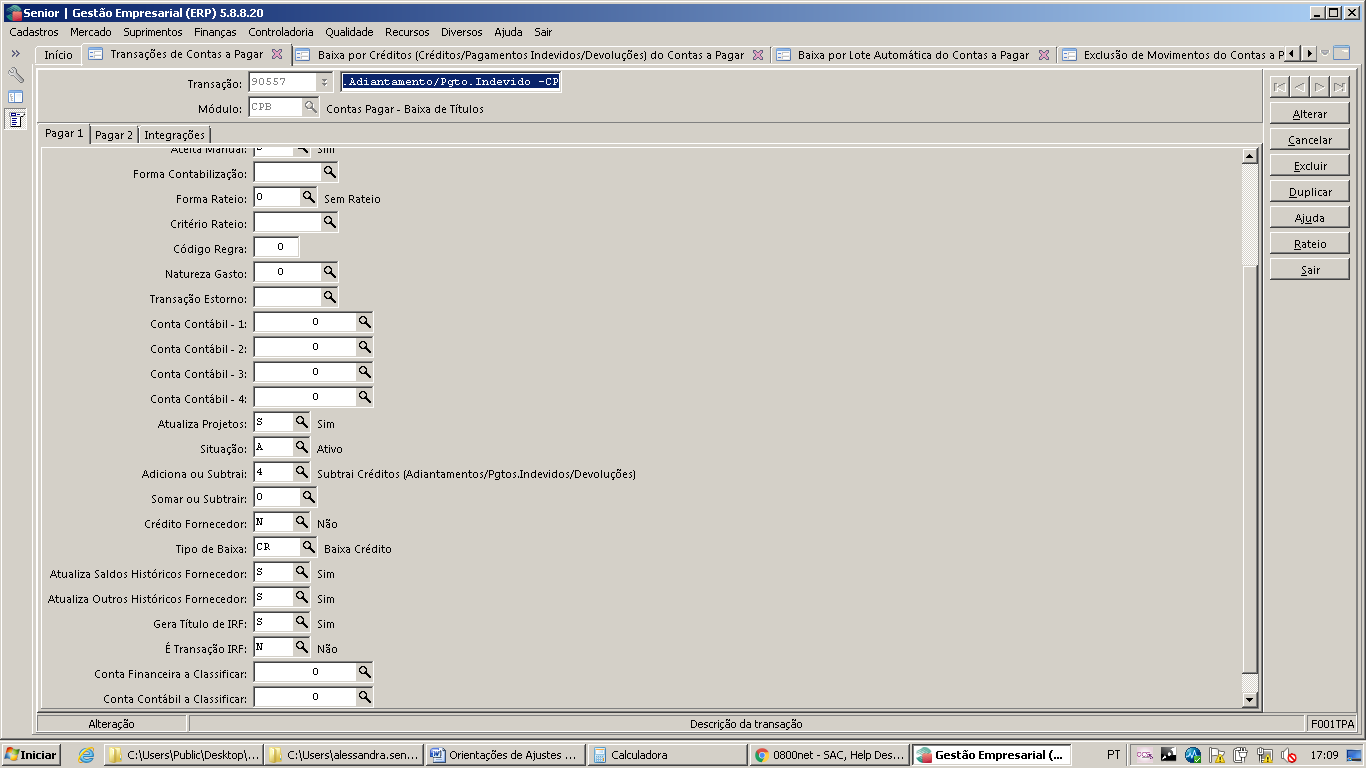 Senior | Gestão Empresarial (ERP) 5.8.8.20
Cadastros Mercado Suprimentos Finanças Controladoria Qualidade Recursos Diversos Ajuda Sair
Início Transações de Contas a Pagar Baixa por Créditos (Créditos/Pagamentos Indevidos/Devoluções) do Contas a Pagar Baixa por Lote Automática do Contas a Pagar Exclusão de Movimentos do Contas a P
Transação: 90557 .Adiantamento/Pgto.Indevido -CP
Módulo: CPB Contas Pagar - Baixa de Títulos
Alterar
Cancelar
Excluir
Duplicar
Ajuda
Rateio
Sair
Pagar 1 Pagar 2 Integrações
Aceita Manual: S Sim
Forma Contabilização:
Forma Rateio: 0 Sem Rateio
Critério Rateio:
Código Regra: 0
Natureza Gasto: 0
Transação Estorno:
Conta Contábil - 1: 0
Conta Contábil - 2: 0
Conta Contábil - 3: 0
Conta Contábil - 4: 0
Atualiza Projetos: S Sim
Situação: A Ativo
Adiciona ou Subtrai: 4 Subtrai Créditos (Adiantamentos/Pgtos.Indevidos/Devoluções)
Somar ou Subtrair: 0
Crédito Fornecedor: N Não
Tipo de Baixa: CR Baixa Crédito
Atualiza Saldos Históricos Fornecedor: S Sim
Atualiza Outros Históricos Fornecedor: S Sim
Gera Título de IRF: S Sim
É Transação IRF: N Não
Conta Financeira a Classificar: 0
Conta Contábil a Classificar: 0
Alteração Descrição da transação F001TPA
Iniciar C:\Users\Public\Desktop\,... C:\Users\alessandra.sen... Orientações de Ajustes ... Calculadora 0800net - SAC, Help Des... Gestão Empresarial (... PT 17:09